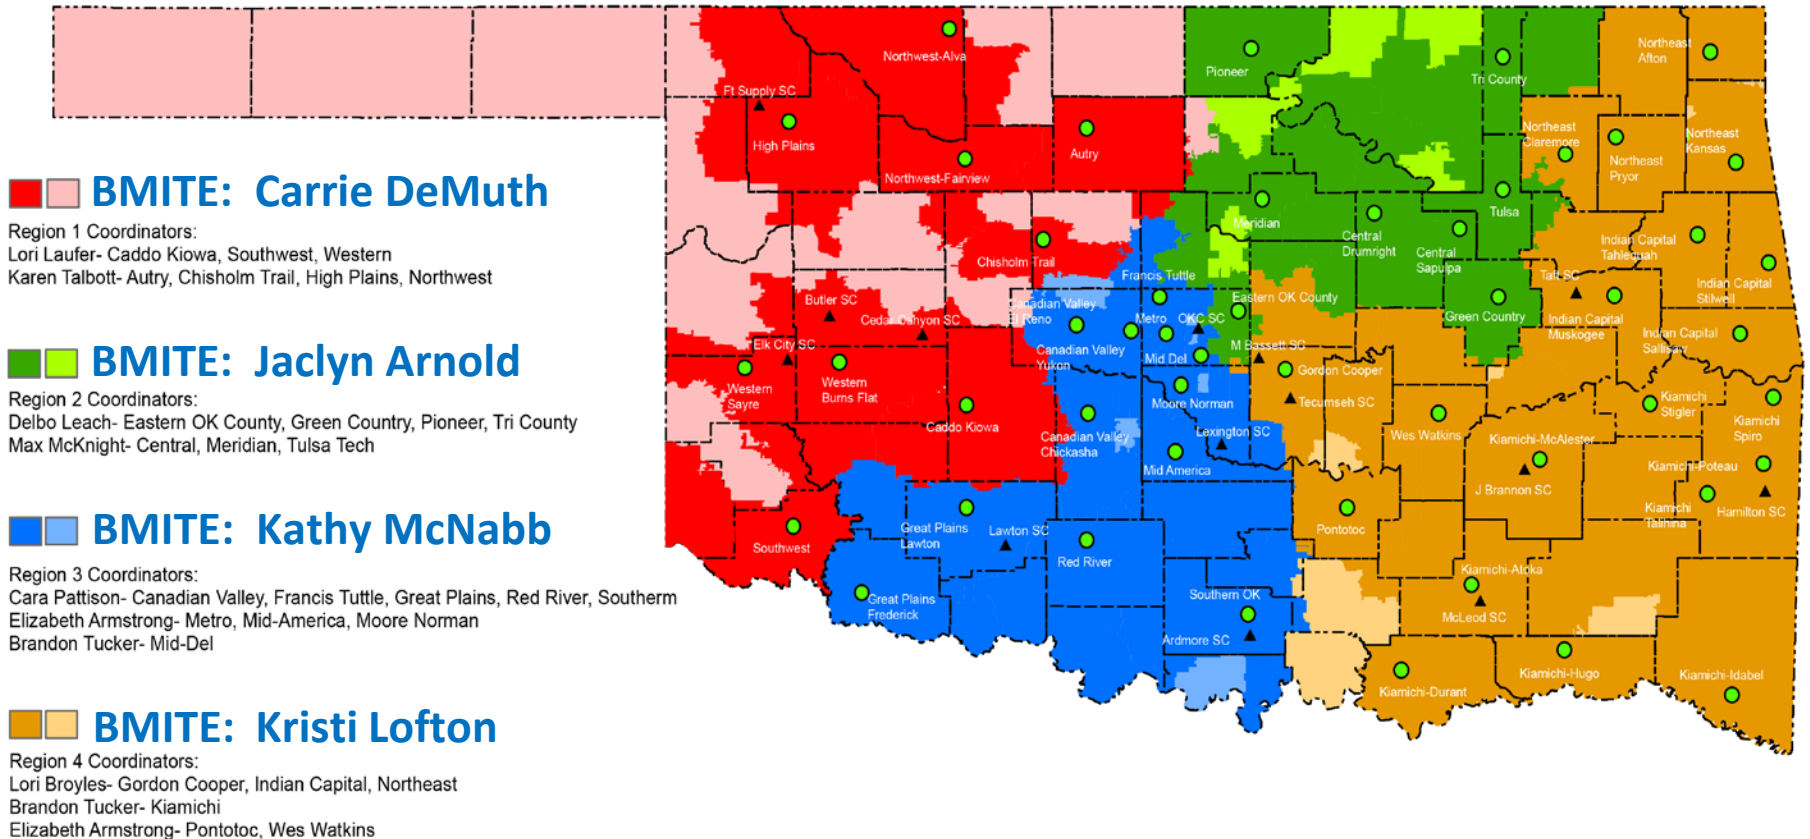 BMITE:  Carrie DeMuth
Region 1 Coordinators:
Lori Laufer- Caddo Kiowa, Southwest, Western
Karen Talbott- Autry, Chisholm Trail, High Plains, Northwest
BMITE:  Jaclyn Arnold
Region 2 Coordinators:
Delbo Leach- Eastern OK County, Green Country, Pioneer, Tri County
Max McKnight- Central, Meridian, Tulsa Tech
BMITE:  Kathy McNabb
Region 3 Coordinators:
Cara Pattison- Canadian Valley, Francis Tuttle, Great Plains, Red River, Southerm
Elizabeth Armstrong- Metro, Mid-America, Moore Norman
Brandon Tucker- Mid-Del
BMITE:  Kristi Lofton
Region 4 Coordinators:
Lori Broyles- Gordon Cooper, Indian Capital, Northeast
Brandon Tucker- Kiamichi
Elizabeth Armstrong- Pontotoc, Wes Watkins
Northwest-Alva
Ft Supply SC
High Plains
Northwest-Fairview
Autry
Pioneer
Tri County
Northeast
Afton
Northeast
Claremore
Northeast
Pryor
Northeast
Kansas
Meridian
Tulsa
Central
Drumright
Central
Sapulpa
Indian Capital
Tahlequah
Indian Capital
Stilwell
Taft SC
Chisholm Trail
Francis Tuttle
Butler SC
Cedar Canyon SC
Canadian Valley
El Reno
Metro
OKC SC
Eastern OK County
Green Country
Indian Capital
Muskogee
Indian Capital
Sallisaw
Elk City SC
Canadian Valley
Yukon
Mid Del
M Bassett SC
Gordon Cooper
Western
Sayre
Western
Burns Flat
Moore Norman
Tecumseh SC
Kiamichi
Stigler
Kiamichi
Spiro
Caddo Kiowa
Canadian Valley
Chickasha
Lexington SC
Wes Watkins
Kiamichi-McAlester
Mid America
Kiamichi-Poteau
J Brannon SC
Kiamichi
Talihina
Hamilton SC
Great Plains
Lawton
Lawton SC
Pontotoc
Southwest
Red River
Kiamichi-Atoka
Great Plains
Frederick
Southern OK
McLeod SC
Ardmore SC
Kiamichi-Durant
Kiamichi-Hugo
Kiamichi-Idabel